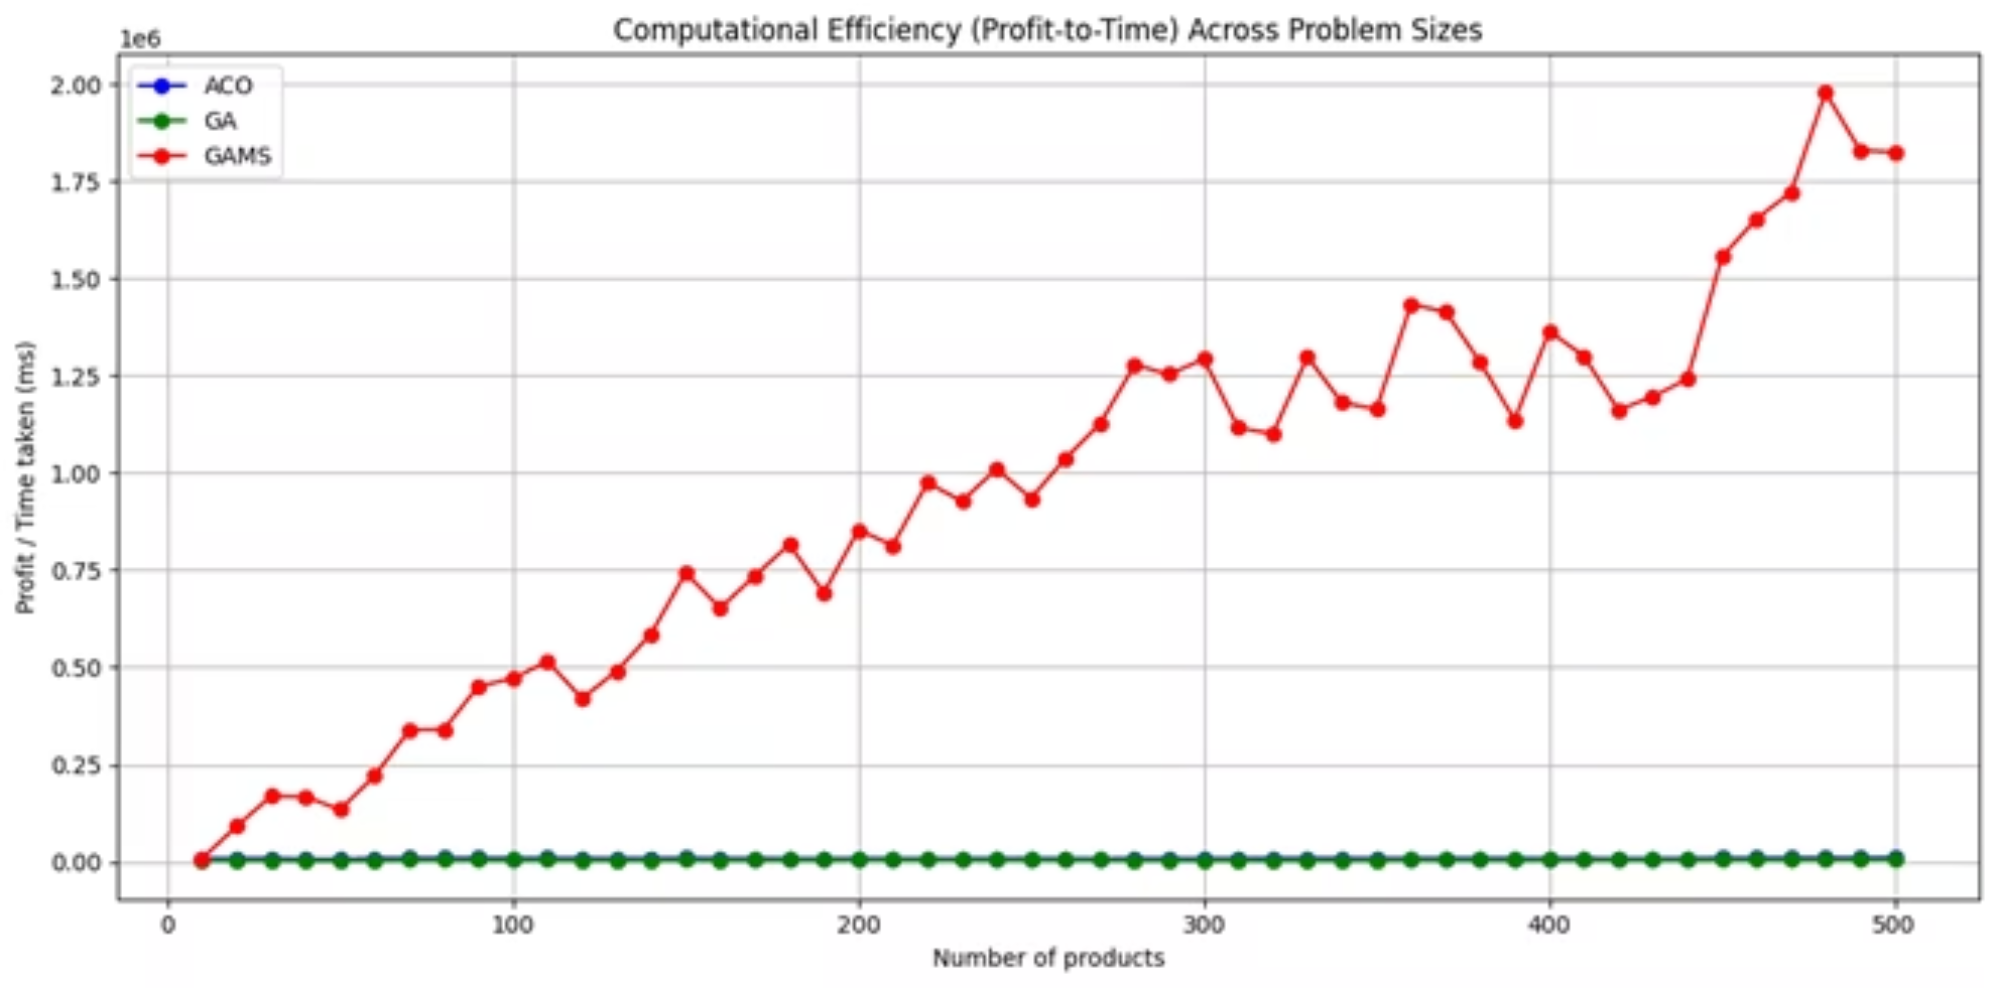 Computational Efficiency (Profit-to-Time) Across Problem Sizes
1e6
ACO
GA
GAMS
2.00
1.75
1.50
1.25
1.00
0.75
0.50
0.25
0.00
Profit / Time taken (ms)
0 100 200 300 400 500
Number of products